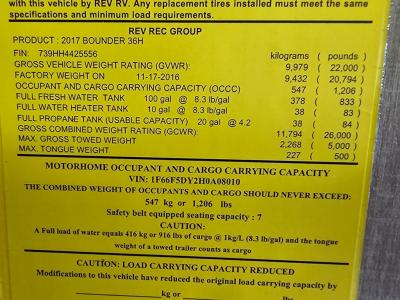 with this vehicle by REV RV. Any replacement tires installed must meet the same
specifications and minimum load requirements.
REV REC GROUP
PRODUCT : 2017 BOUNDER 36H
FIN: 739HH4425556 kilograms ( pounds )
GROSS VEHICLE WEIGHT RATING (GVWR): 9,979 ( 22,000 )
FACTORY WEIGHT ON 11-17-2016 9,432 ( 20,794 )
OCCUPANT AND CARGO CARRYING CAPACITY (OCCC) 547 ( 1,206 )
FULL FRESH WATER TANK 100 gal @ 8.3 lb/gal 378 ( 833 )
FULL WATER HEATER TANK 10 gal @ 8.3 lb/gal 38 ( 83 )
FULL PROPANE TANK (USABLE CAPACITY) 20 gal @ 4.2 38 ( 84 )
GROSS COMBINED WEIGHT RATING (GCWR): 11,794 ( 26,000 )
MAX. GROSS TOWED WEIGHT 2,268 ( 5,000 )
MAX. TONGUE WEIGHT 227 ( 500 )
MOTORHOME OCCUPANT AND CARGO CARRYING CAPACITY
VIN: 1F66F5DY2H0A08010
THE COMBINED WEIGHT OF OCCUPANTS AND CARGO SHOULD NEVER EXCEED:
547 kg or 1,206 lbs
Safety belt equipped seating capacity : 7
CAUTION:
A Full load of water equals 416 kg or 916 lbs of cargo @ 1kg/L (8.3 lb/gal) and the tongue
weight of a towed trailer counts as cargo
CAUTION: LOAD CARRYING CAPACITY REDUCED
Modifications to this vehicle have reduced the original load carrying capacity by
kg or lbs